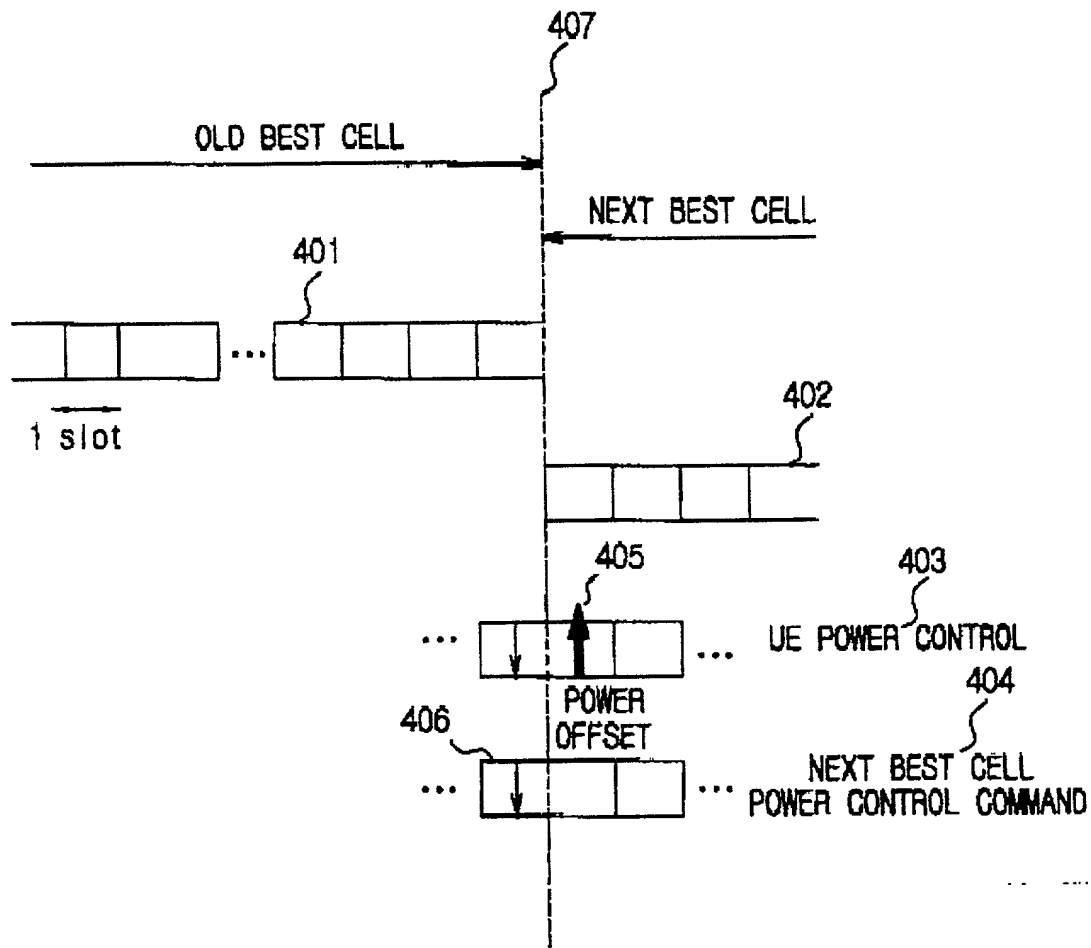 407
OLD BEST CELL
NEXT BEST CELL
401
...
1 slot
402
405
403
... ... UE POWER CONTROL
POWER
OFFSET
404
406
... ... NEXT BEST CELL
POWER CONTROL COMMAND